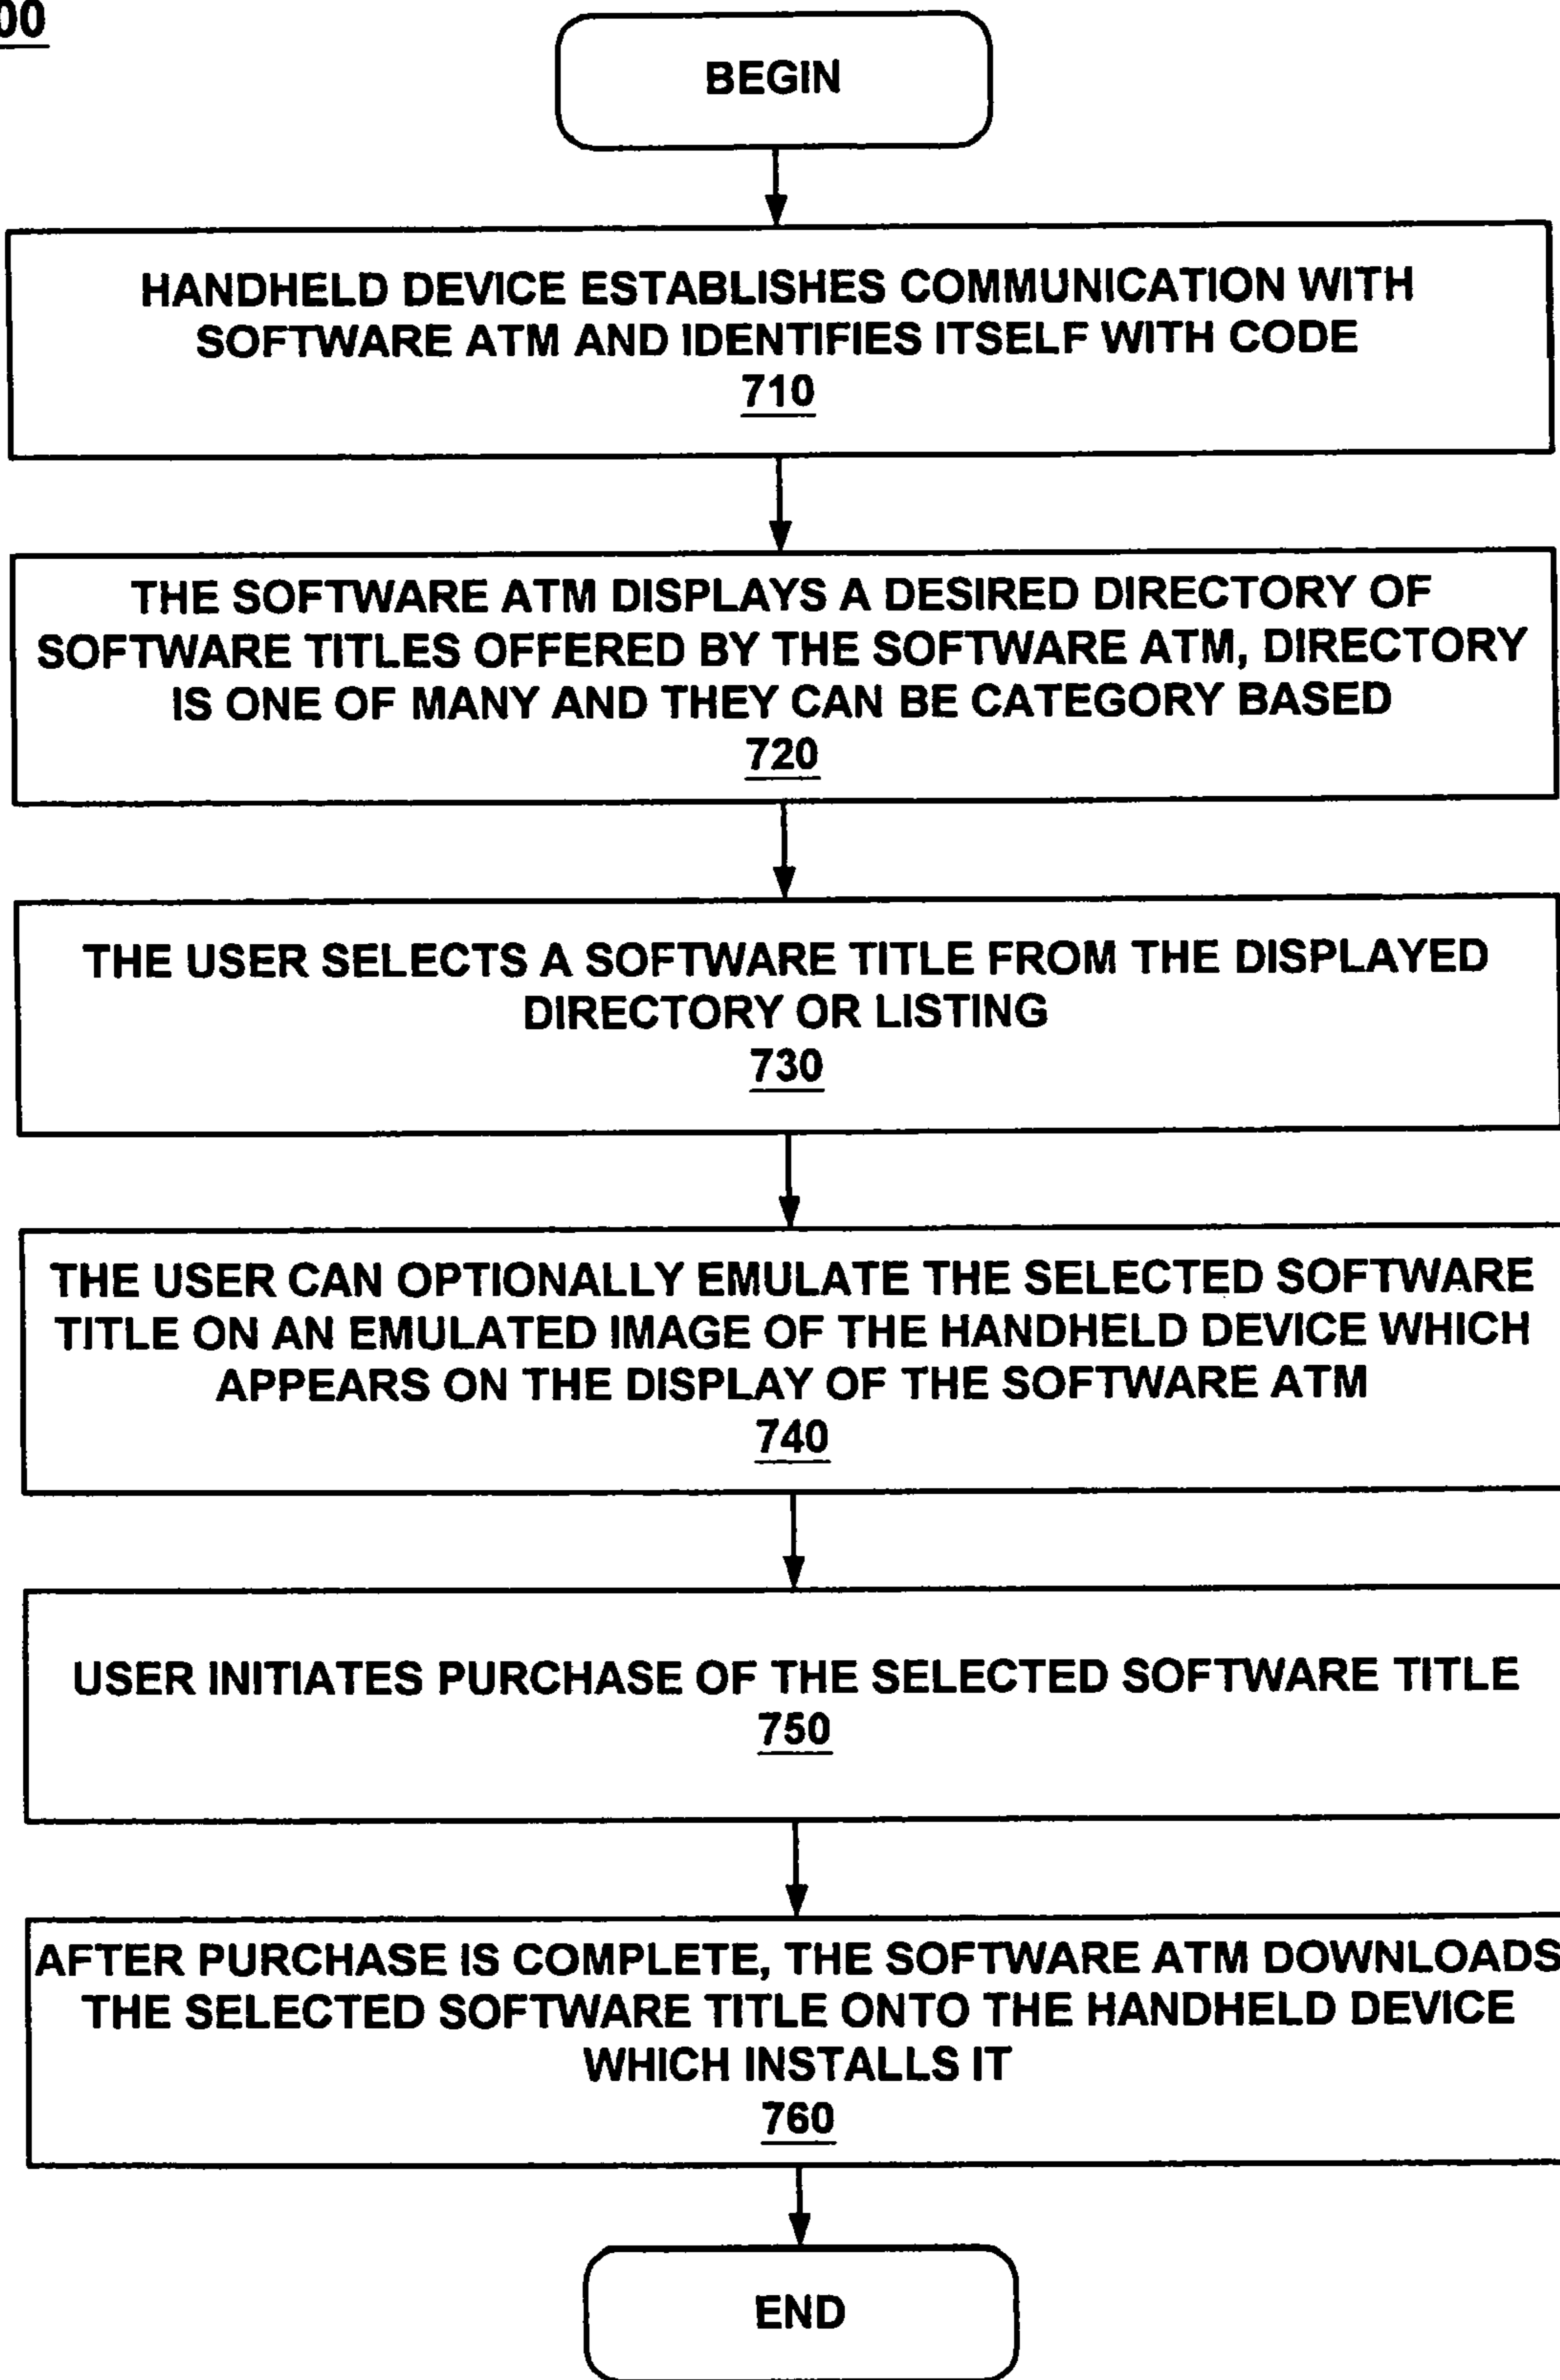 00
BEGIN
HANDHELD DEVICE ESTABLISHES COMMUNICATION WITH
SOFTWARE ATM AND IDENTIFIES ITSELF WITH CODE
710
THE SOFTWARE ATM DISPLAYS A DESIRED DIRECTORY OF
SOFTWARE TITLES OFFERED BY THE SOFTWARE ATM, DIRECTORY
IS ONE OF MANY AND THEY CAN BE CATEGORY BASED
720
THE USER SELECTS A SOFTWARE TITLE FROM THE DISPLAYED
DIRECTORY OR LISTING
730
THE USER CAN OPTIONALLY EMULATE THE SELECTED SOFTWARE
TITLE ON AN EMULATED IMAGE OF THE HANDHELD DEVICE WHICH
APPEARS ON THE DISPLAY OF THE SOFTWARE ATM
740
USER INITIATES PURCHASE OF THE SELECTED SOFTWARE TITLE
750
AFTER PURCHASE IS COMPLETE, THE SOFTWARE ATM DOWNLOADS
THE SELECTED SOFTWARE TITLE ONTO THE HANDHELD DEVICE
WHICH INSTALLS IT
760
END